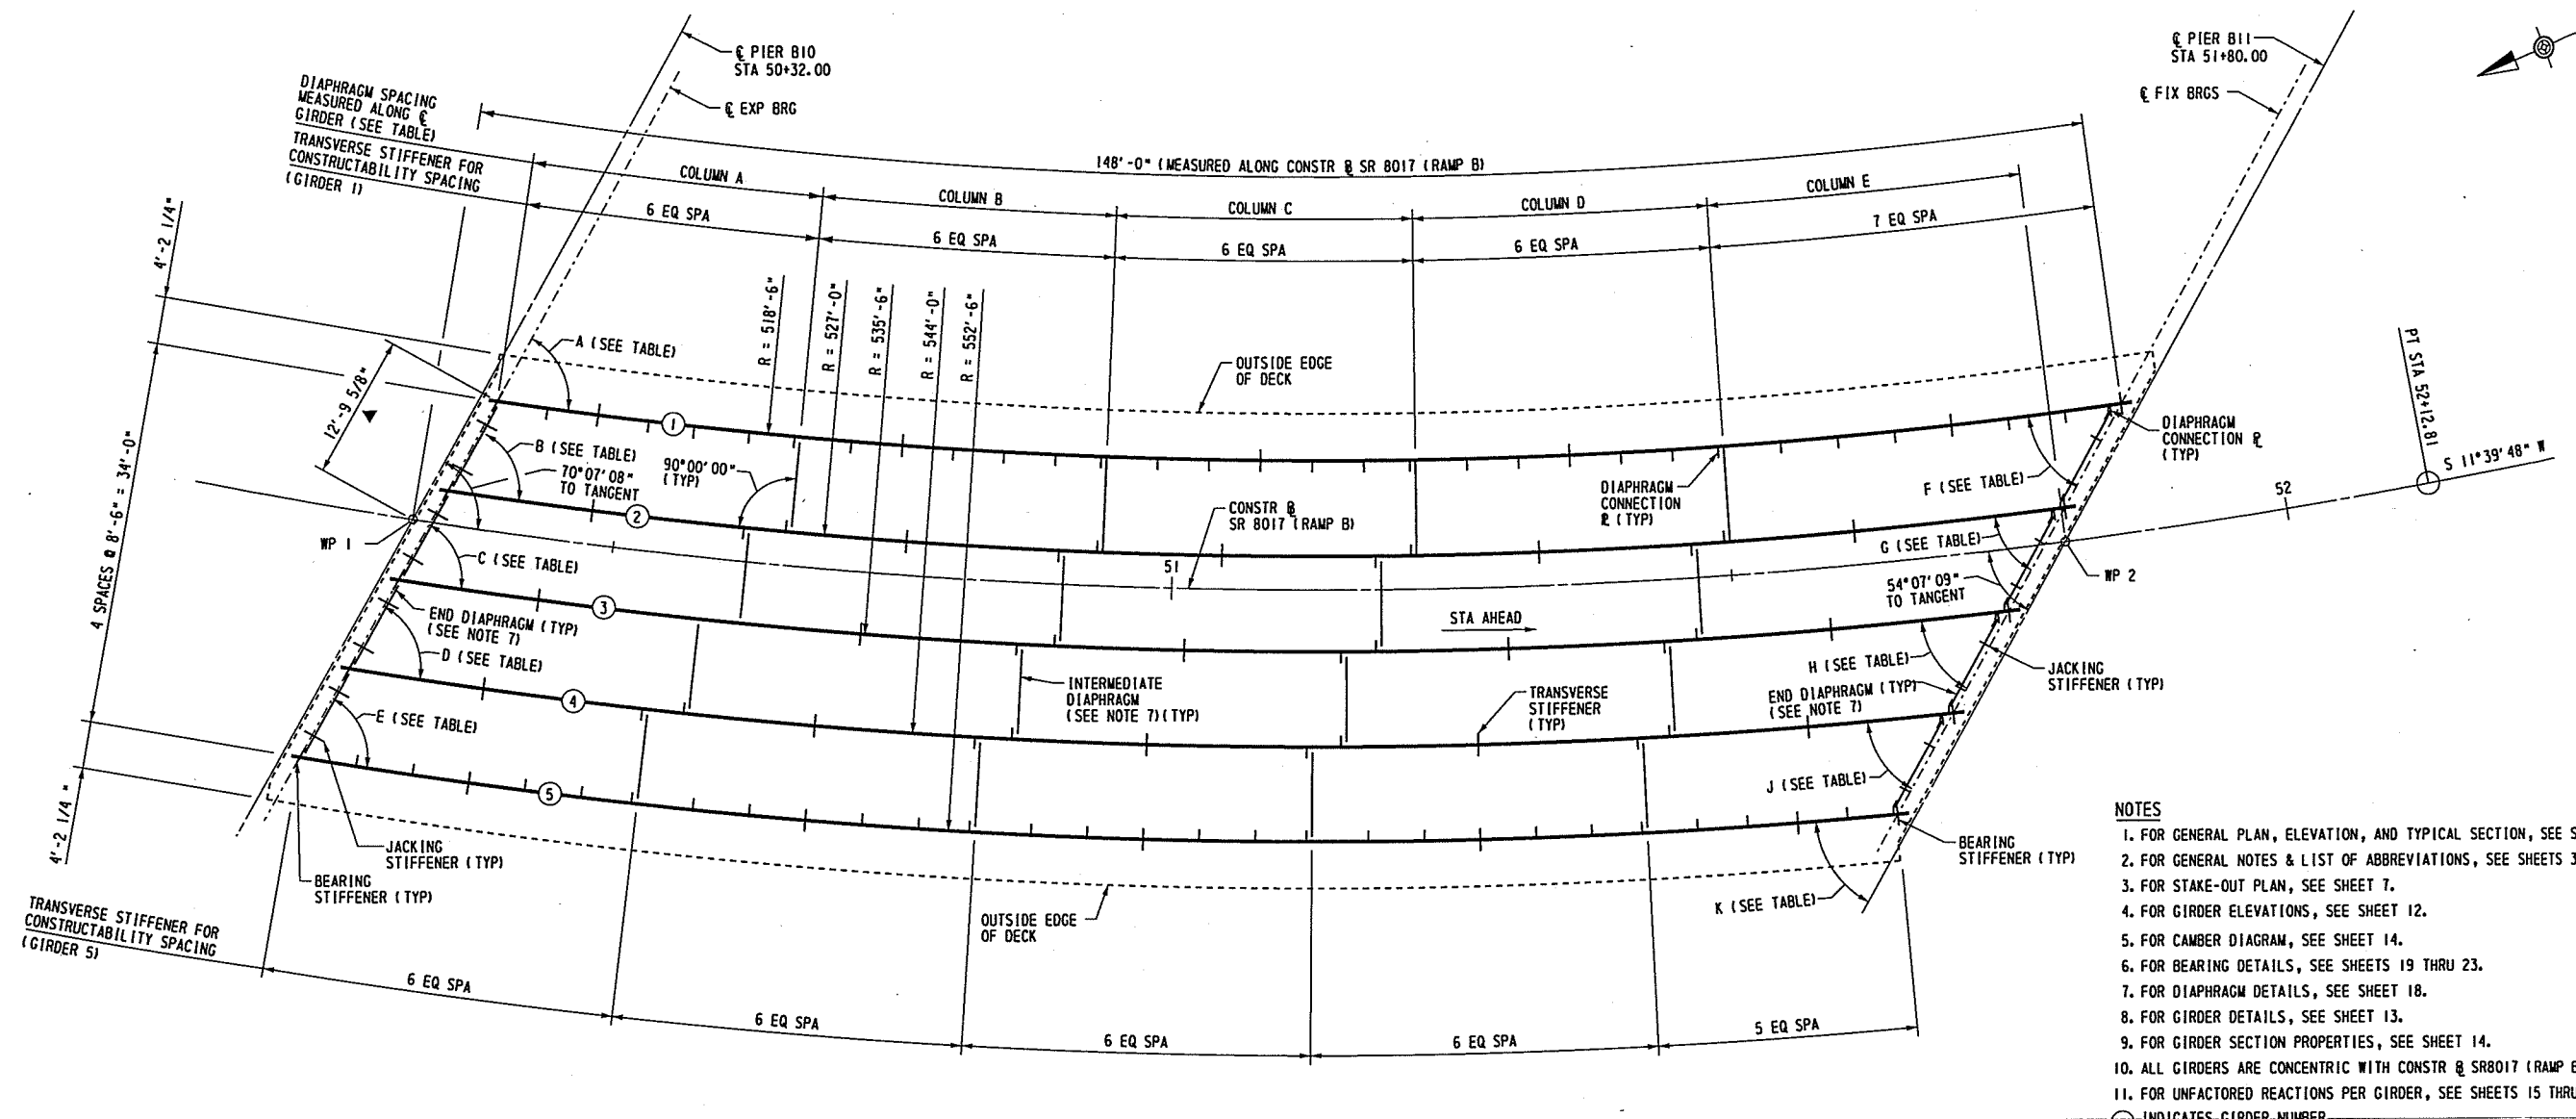 ℄ PIER B10
STA 50+32.00
℄ EXP BRG
℄ PIER B11
STA 51+80.00
℄ FIX BRGS
DIAPHRAGM SPACING
MEASURED ALONG ℄
GIRDER (SEE TABLE)
TRANSVERSE STIFFENER FOR
CONSTRUCTABILITY SPACING
(GIRDER 1)
148'-0" (MEASURED ALONG CONSTR ℄ SR 8017 (RAMP B)
COLUMN A
COLUMN B
COLUMN C
COLUMN D
COLUMN E
6 EQ SPA
6 EQ SPA
6 EQ SPA
6 EQ SPA
7 EQ SPA
4'-2 1/4"
4 SPACES @ 8'-6" = 34'-0"
4'-2 1/4 "
12'-9 5/8"
R = 518'-6"
R = 527'-0"
R = 535'-6"
R = 544'-0"
R = 552'-6"
A (SEE TABLE)
OUTSIDE EDGE
OF DECK
1
B (SEE TABLE)
70°07'08"
TO TANGENT
90°00'00"
(TYP)
2
WP 1
CONSTR ℄
SR 8017 (RAMP B)
DIAPHRAGM
CONNECTION
℄ (TYP)
F (SEE TABLE)
DIAPHRAGM
CONNECTION ℄
(TYP)
PT STA 52+12.81
S 11°39'48" W
52
C (SEE TABLE)
51
G (SEE TABLE)
54°07'09"
TO TANGENT
WP 2
3
END DIAPHRAGM (TYP)
(SEE NOTE 7)
STA AHEAD
D (SEE TABLE)
4
INTERMEDIATE
DIAPHRAGM
(SEE NOTE 7)(TYP)
TRANSVERSE
STIFFENER
(TYP)
H (SEE TABLE)
END DIAPHRAGM (TYP)
(SEE NOTE 7)
JACKING
STIFFENER (TYP)
E (SEE TABLE)
5
J (SEE TABLE)
JACKING
STIFFENER (TYP)
BEARING
STIFFENER (TYP)
BEARING
STIFFENER (TYP)
K (SEE TABLE)
OUTSIDE EDGE
OF DECK
TRANSVERSE STIFFENER FOR
CONSTRUCTABILITY SPACING
(GIRDER 5)
6 EQ SPA
6 EQ SPA
6 EQ SPA
6 EQ SPA
5 EQ SPA
NOTES
1. FOR GENERAL PLAN, ELEVATION, AND TYPICAL SECTION, SEE S
2. FOR GENERAL NOTES & LIST OF ABBREVIATIONS, SEE SHEETS 3
3. FOR STAKE-OUT PLAN, SEE SHEET 7.
4. FOR GIRDER ELEVATIONS, SEE SHEET 12.
5. FOR CAMBER DIAGRAM, SEE SHEET 14.
6. FOR BEARING DETAILS, SEE SHEETS 19 THRU 23.
7. FOR DIAPHRAGM DETAILS, SEE SHEET 18.
8. FOR GIRDER DETAILS, SEE SHEET 13.
9. FOR GIRDER SECTION PROPERTIES, SEE SHEET 14.
10. ALL GIRDERS ARE CONCENTRIC WITH CONSTR ℄ SR8017 (RAMP B
11. FOR UNFACTORED REACTIONS PER GIRDER, SEE SHEETS 15 THRU
INDICATES GIRDER NUMBER